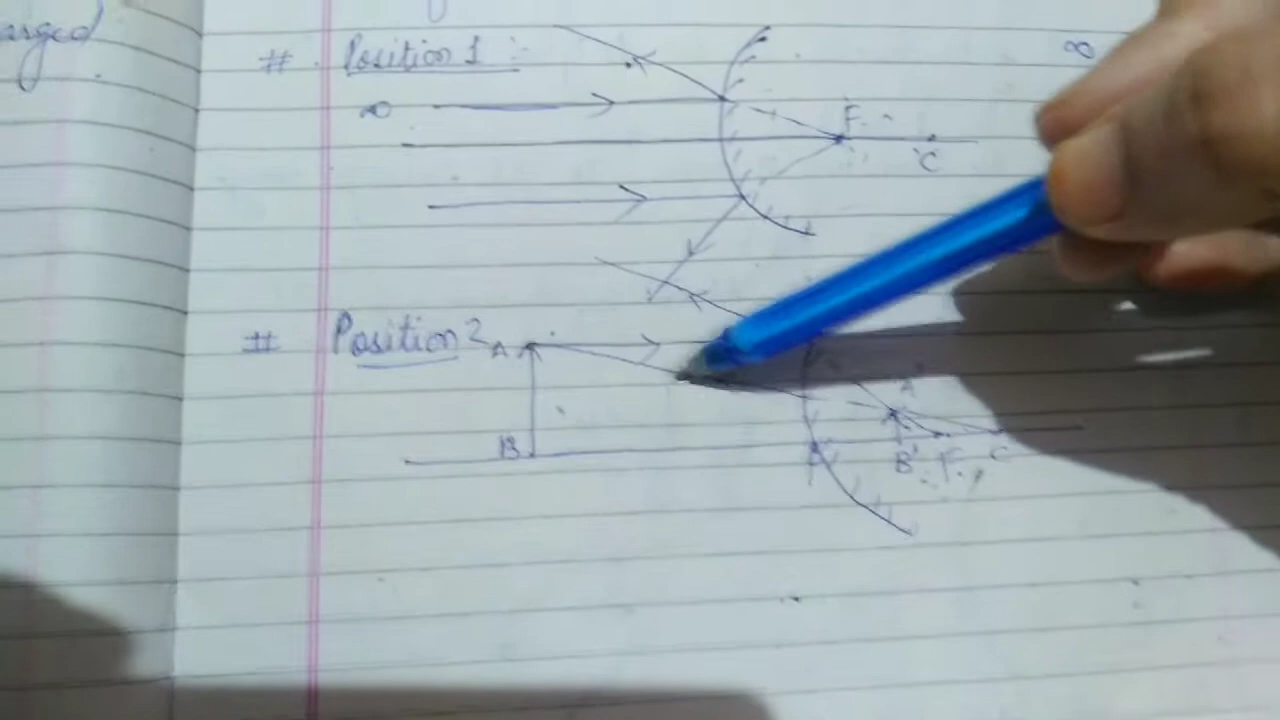 arged
# Position 1 :
∞
∞
F
C
# Position 2
A
B
A'
P
B'
F
C